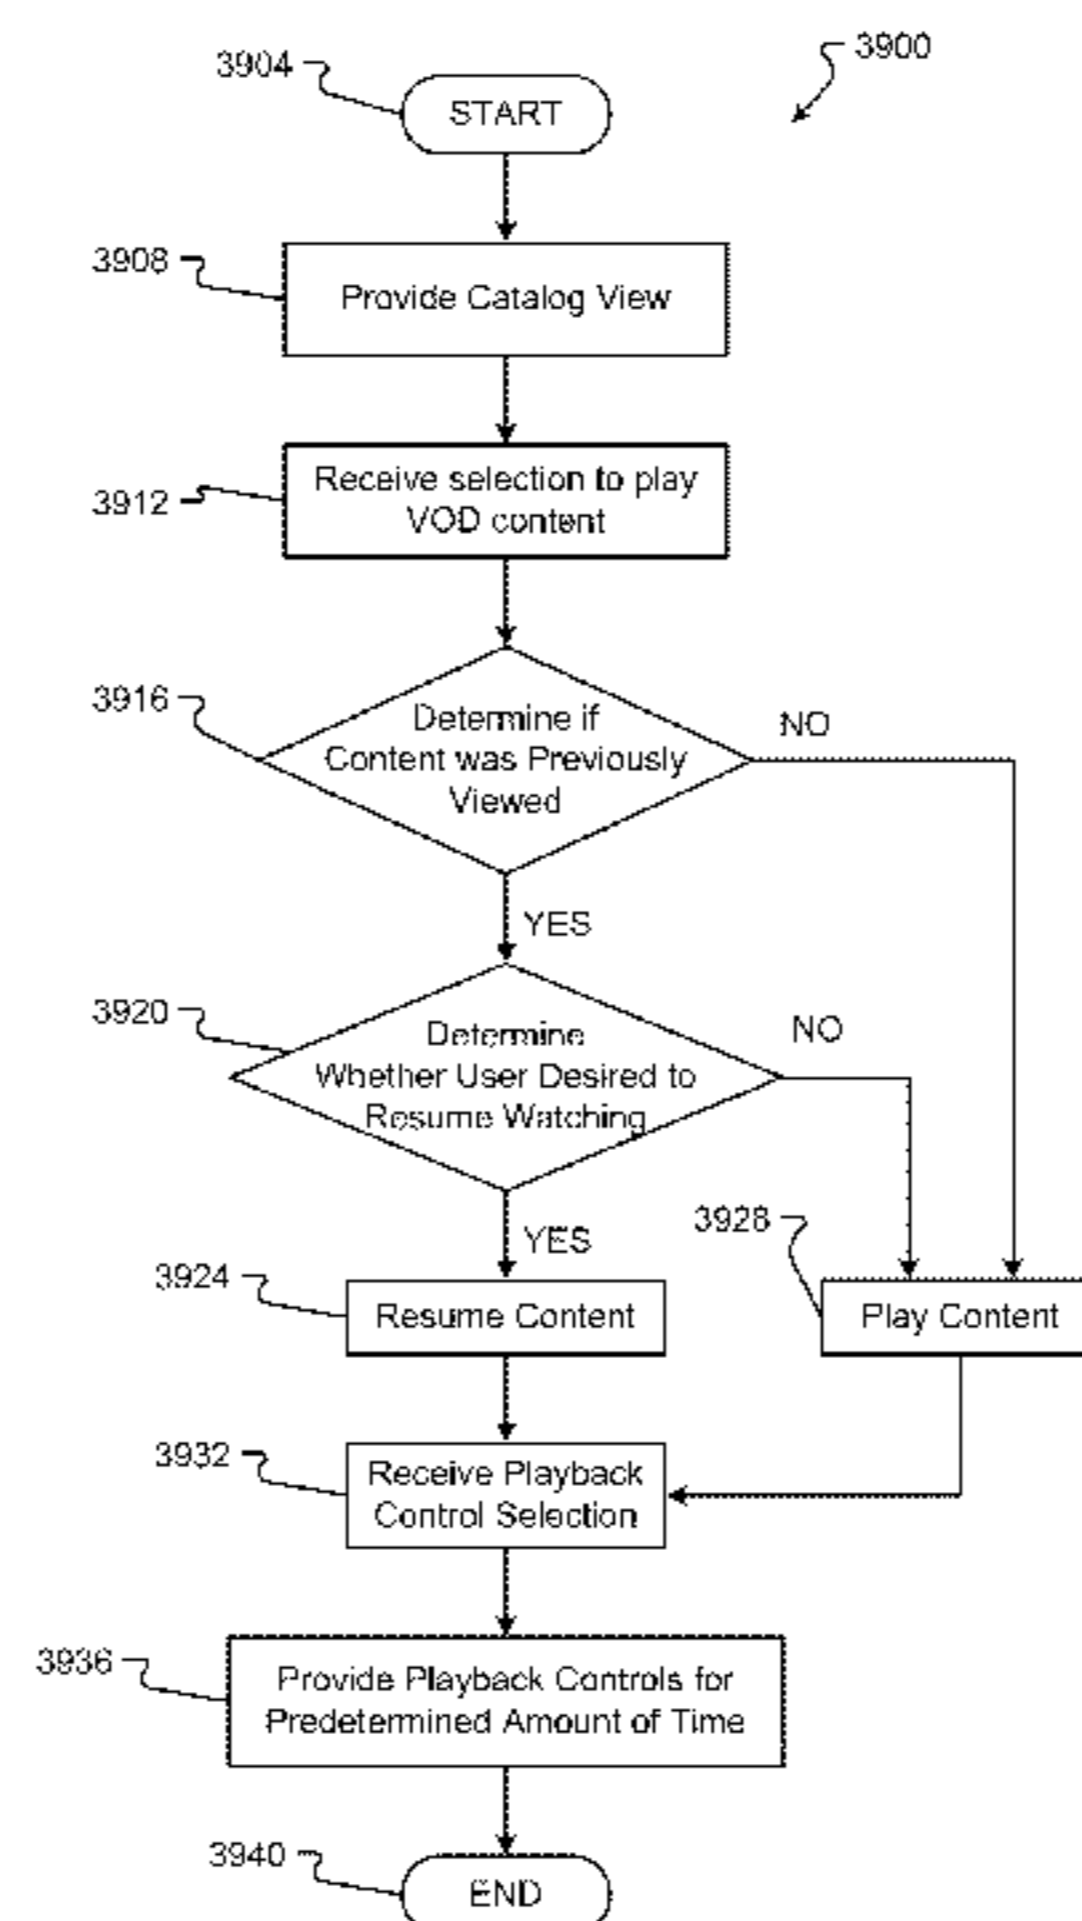 3900
3904
START
3908
Provide Catalog View
3912
Receive selection to play
VOD content
3916
Determine if
Content was Previously
Viewed
NO
YES
3920
Determine
Whether User Desired to
Resume Watching
NO
YES
3928
3924
Resume Content
Play Content
3932
Receive Playback
Control Selection
3936
Provide Playback Controls for
Predetermined Amount of Time
3940
END